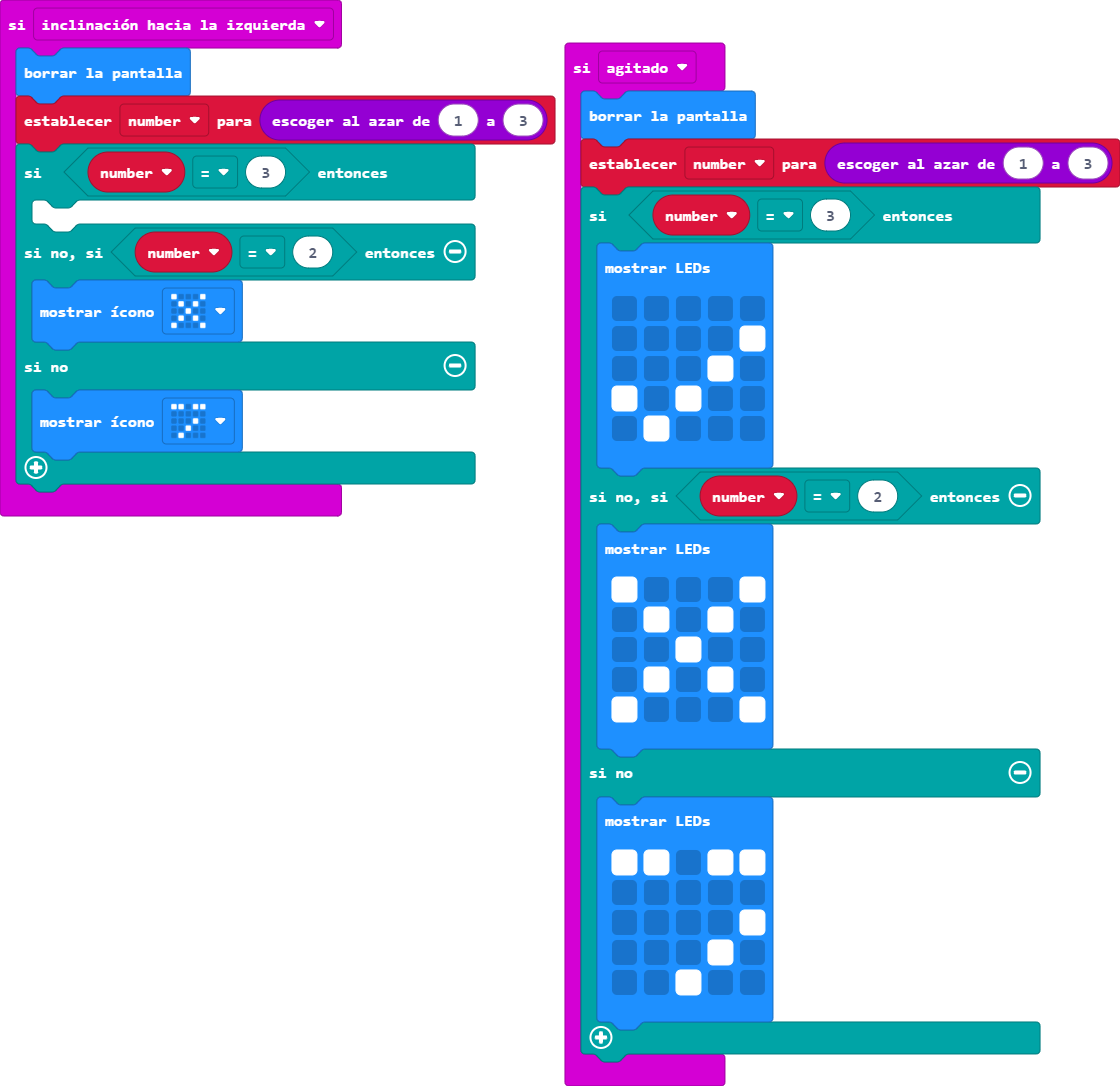 si inclinación hacia la izquierda
borrar la pantalla
establecer number para escoger al azar de 1 a 3
si number = 3 entonces
si no, si number = 2 entonces
mostrar ícono
si no
mostrar ícono
si agitado
borrar la pantalla
establecer number para escoger al azar de 1 a 3
si number = 3 entonces
mostrar LEDs
si no, si number = 2 entonces
mostrar LEDs
si no
mostrar LEDs